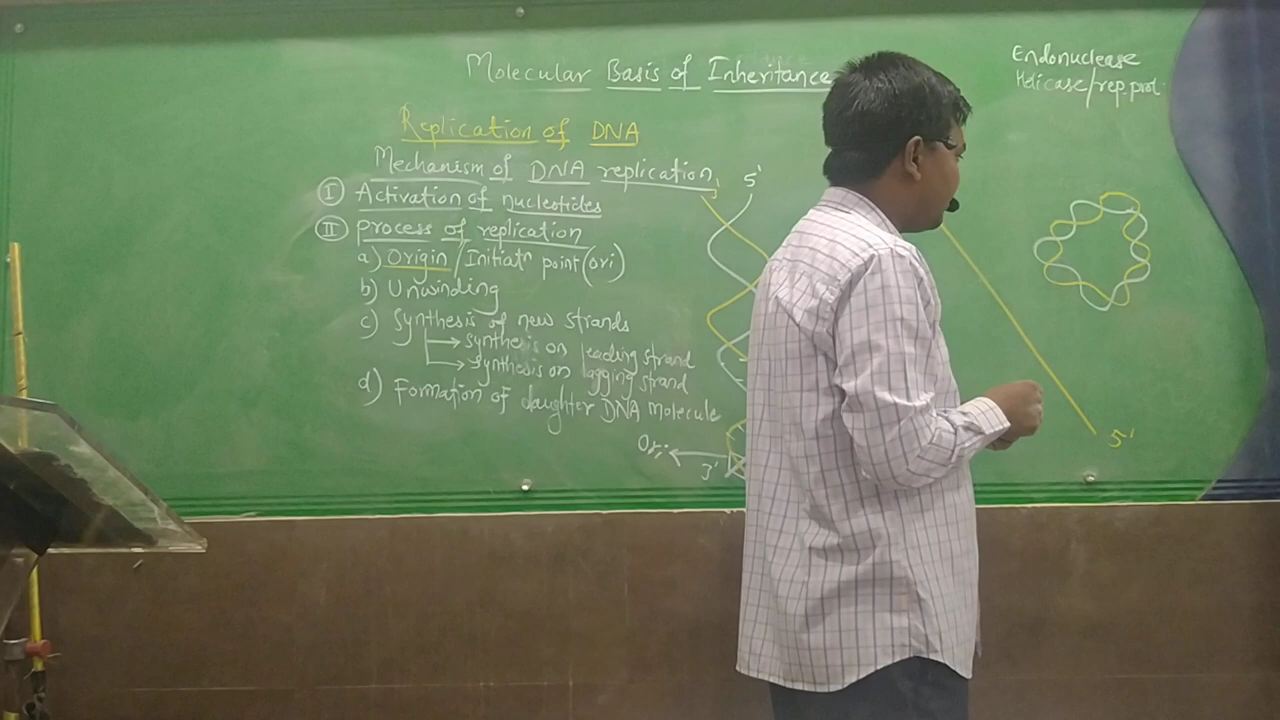 Molecular Basis of Inheritance
Endonuclease
Helicase/rep.prot.
Replication of DNA
Mechanism of DNA replication
I Activation of nucleotides
II process of replication
a) Origin/Initiatn point (ori)
b) Unwinding
c) Synthesis of new strands
→ synthesis on leading strand
→ synthesis on lagging strand
d) Formation of daughter DNA molecule
3' 5'
Ori
3'
5'